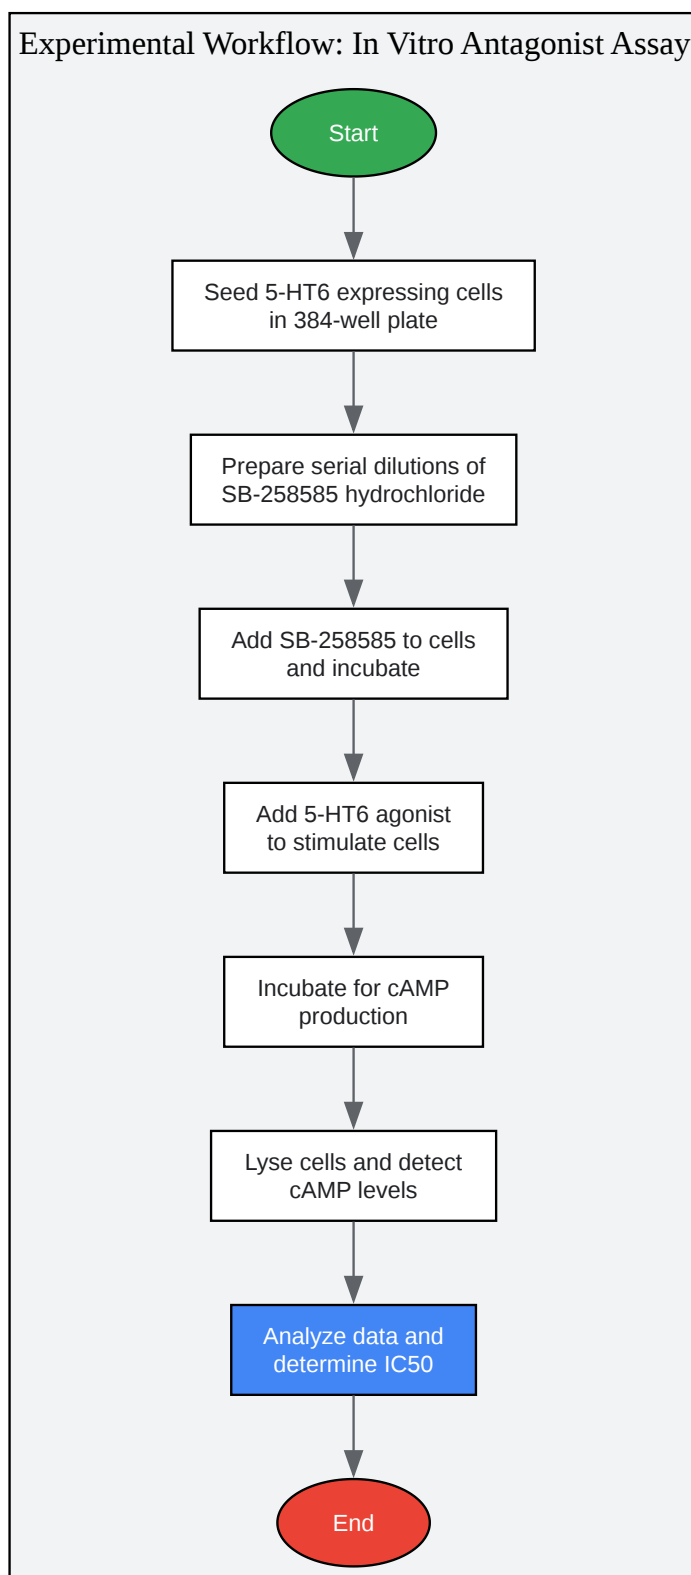 Experimental Workflow: In Vitro Antagonist Assay
Start
Seed 5-HT6 expressing cells
in 384-well plate
Prepare serial dilutions of
SB-258585 hydrochloride
Add SB-258585 to cells
and incubate
Add 5-HT6 agonist
to stimulate cells
Incubate for cAMP
production
Lyse cells and detect
cAMP levels
Analyze data and
determine IC50
End